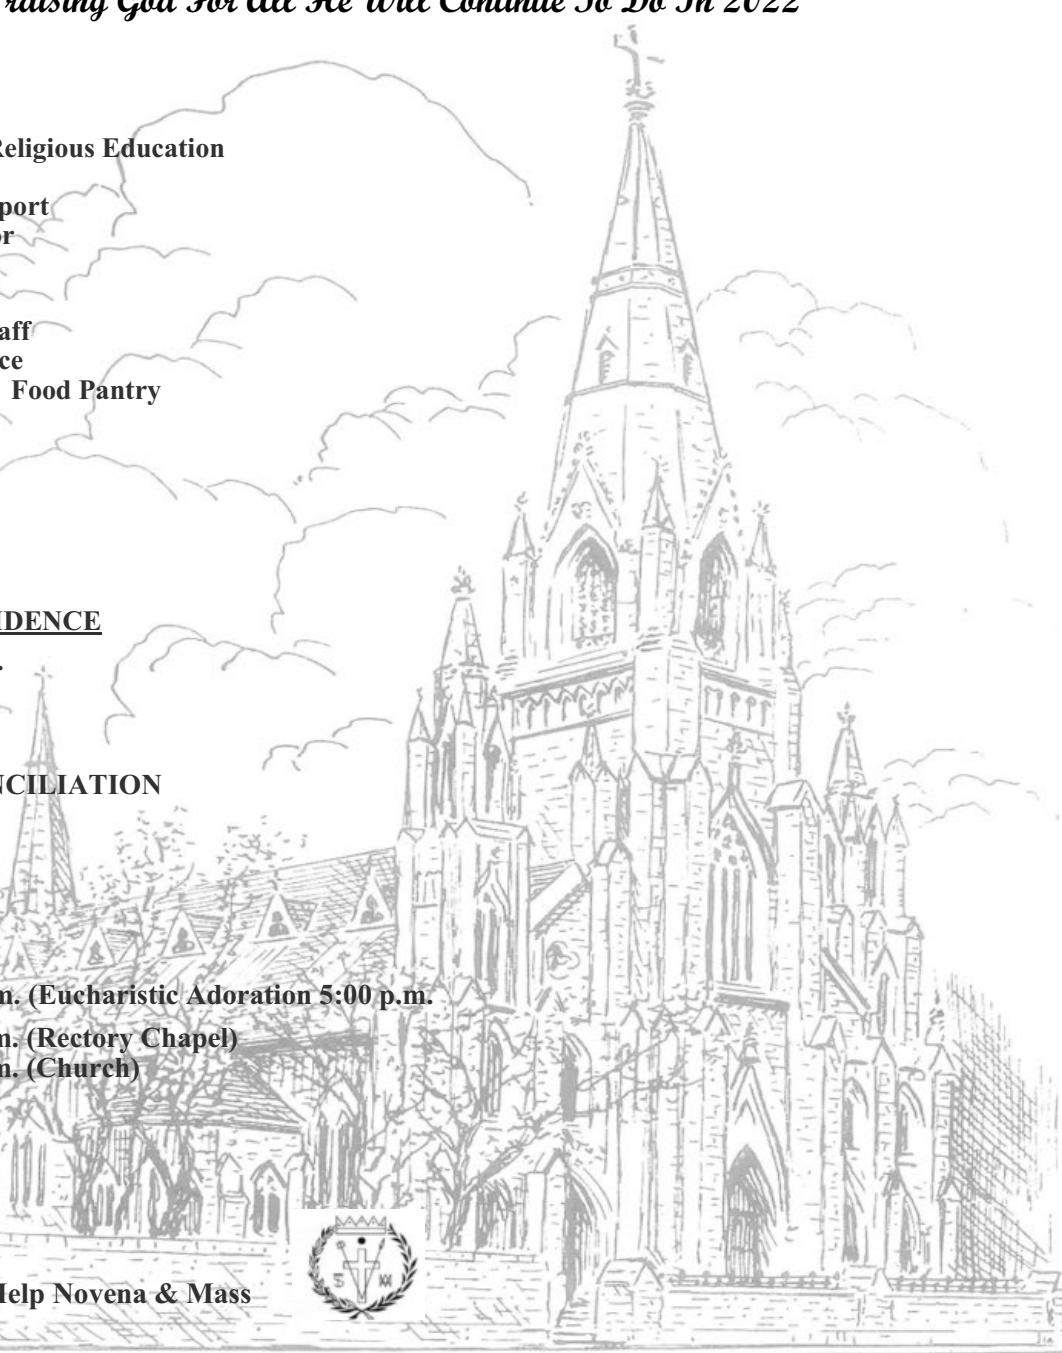 raising God For All He Will Continue To Do In 2022
Religious Education
port
or
aff
ce
Food Pantry
IDENCE
.
NCILIATION
m. (Eucharistic Adoration 5:00 p.m.
m. (Rectory Chapel)
m. (Church)
Help Novena & Mass